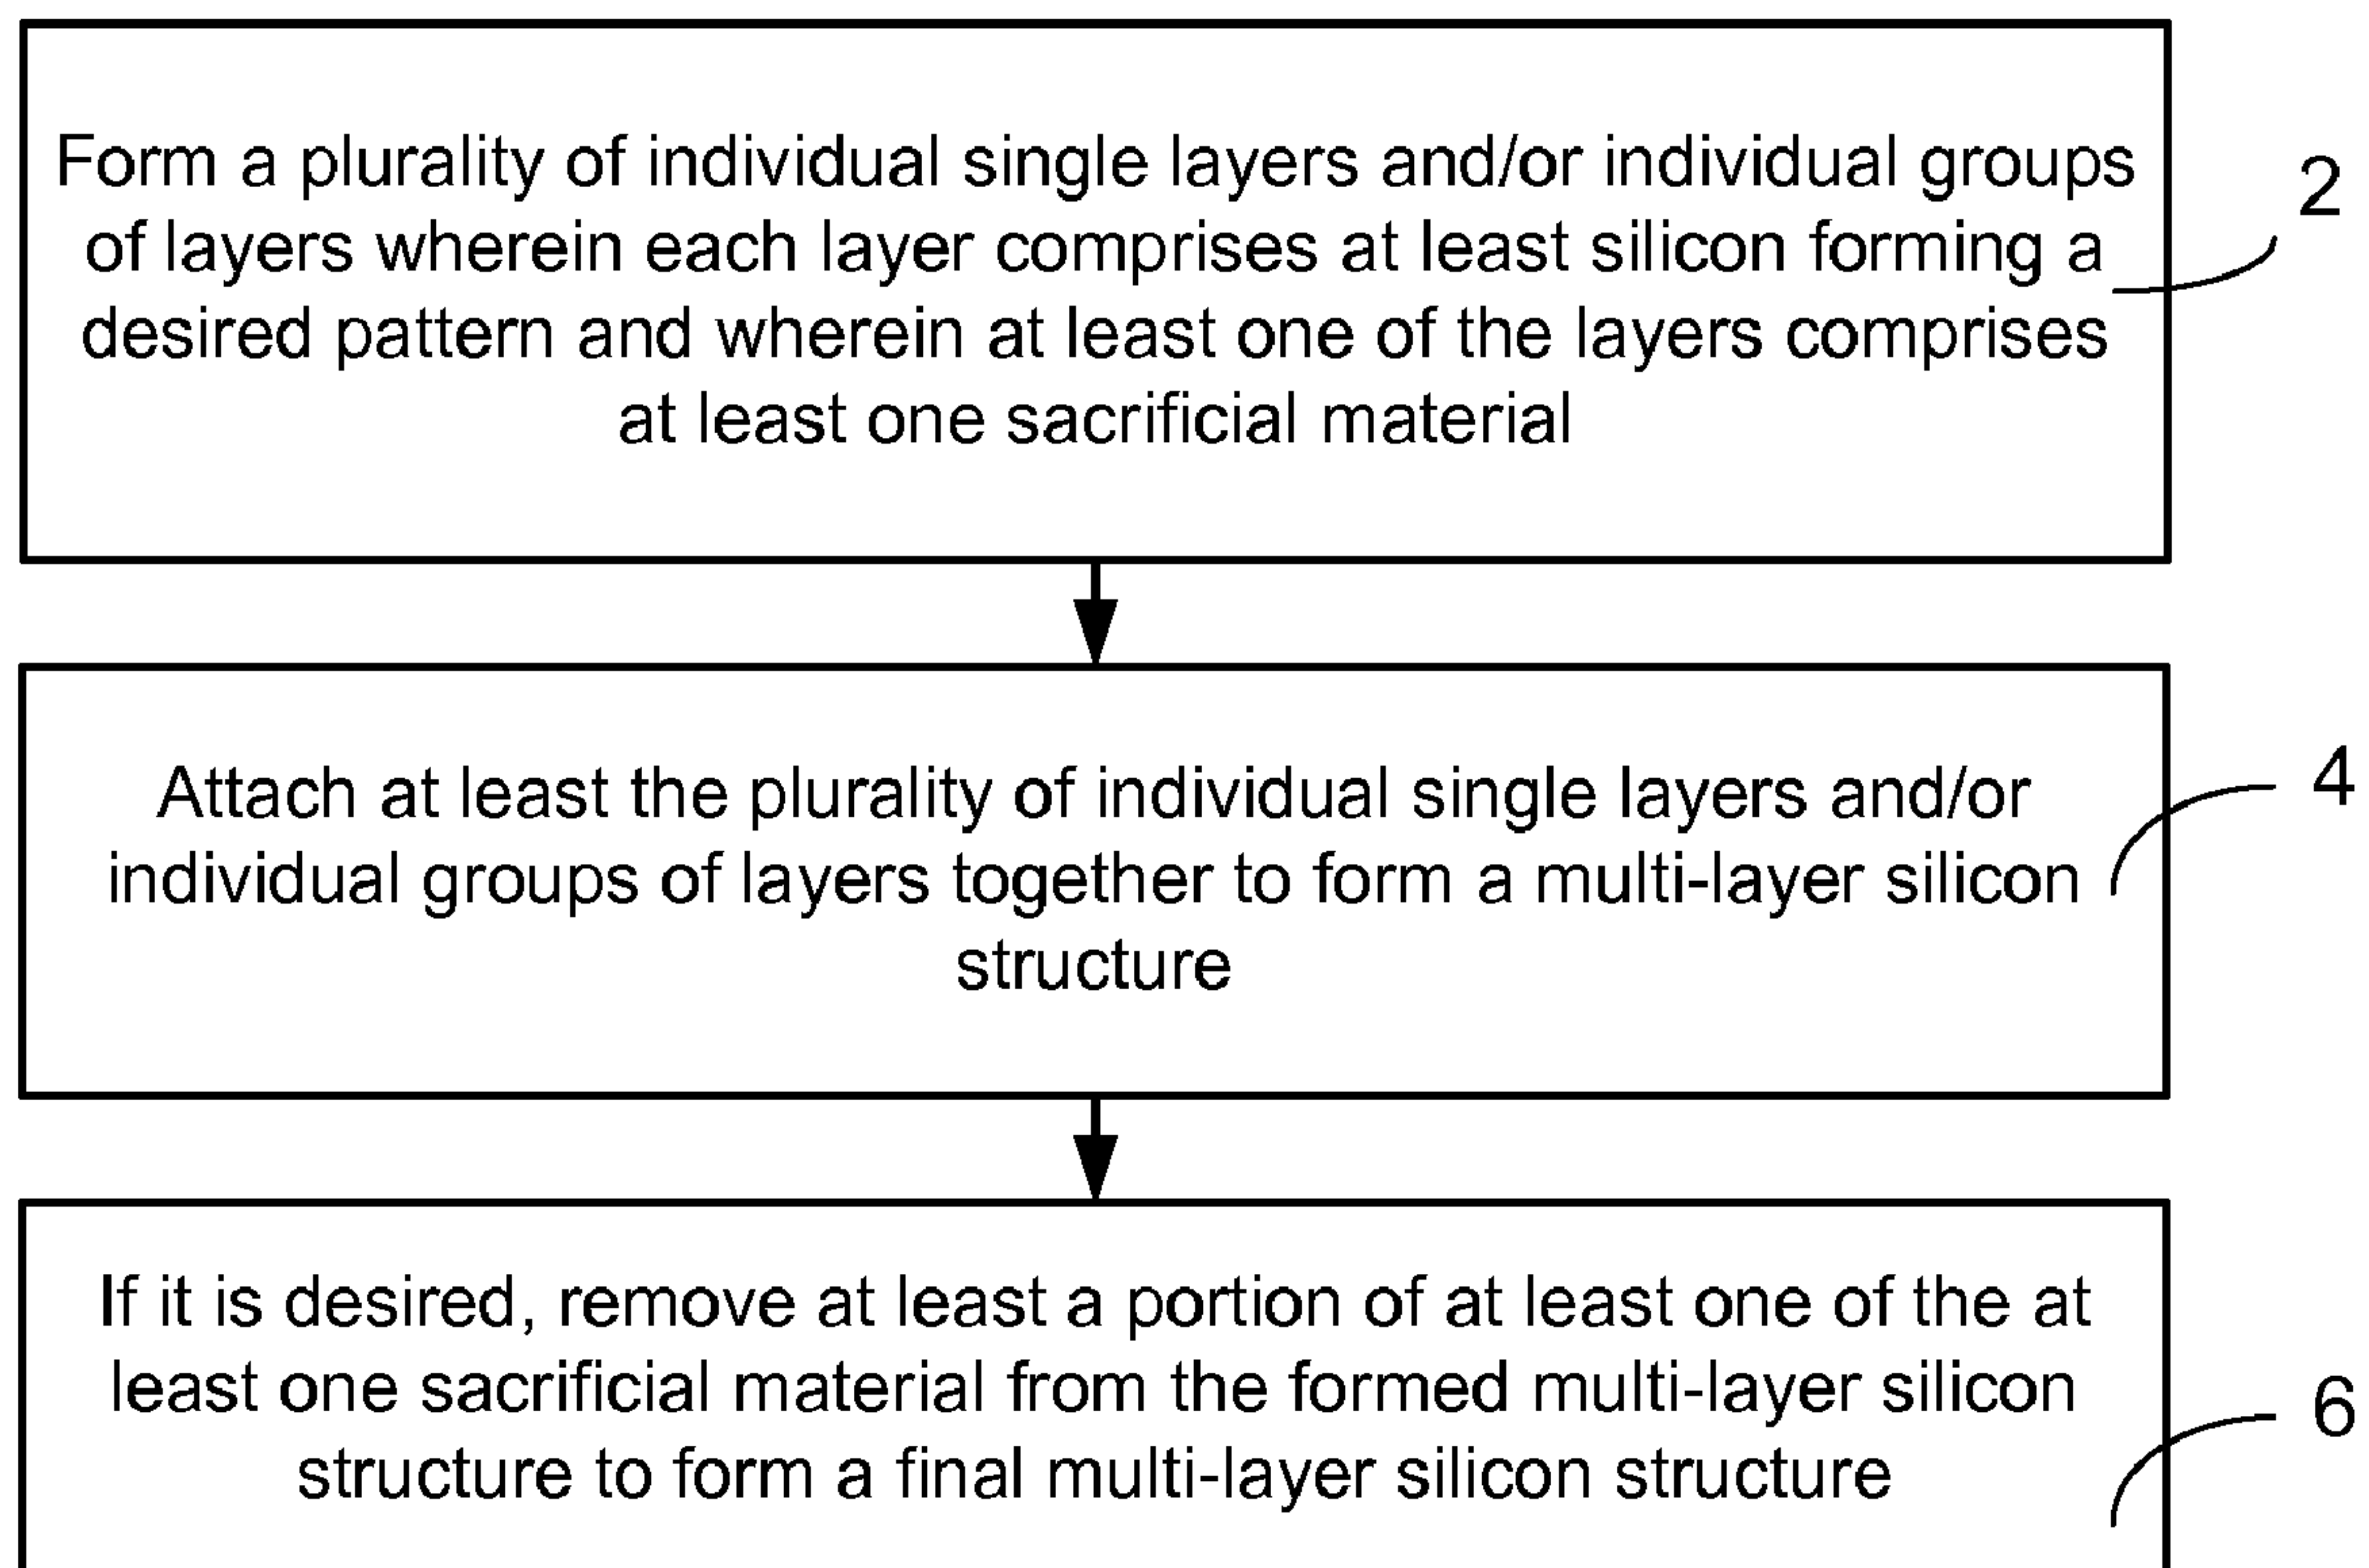 Form a plurality of individual single layers and/or individual groups
of layers wherein each layer comprises at least silicon forming a
desired pattern and wherein at least one of the layers comprises
at least one sacrificial material
2
Attach at least the plurality of individual single layers and/or
individual groups of layers together to form a multi-layer silicon
structure
4
If it is desired, remove at least a portion of at least one of the at
least one sacrificial material from the formed multi-layer silicon
structure to form a final multi-layer silicon structure
6